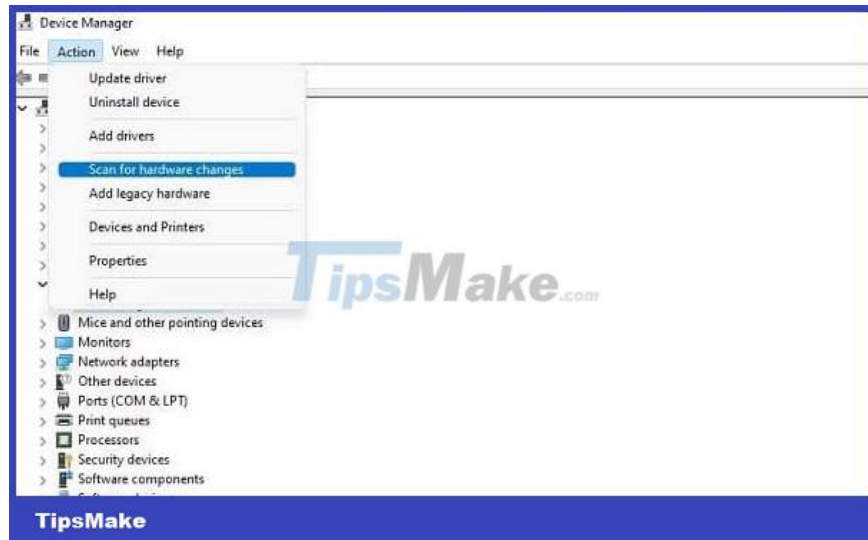 Device Manager
File Action View Help
Update driver
Uninstall device
Add drivers
Scan for hardware changes
Add legacy hardware
Devices and Printers
Properties
Help
TipsMake.com
Mice and other pointing devices
Monitors
Network adapters
Other devices
Ports (COM & LPT)
Print queues
Processors
Security devices
Software components
TipsMake